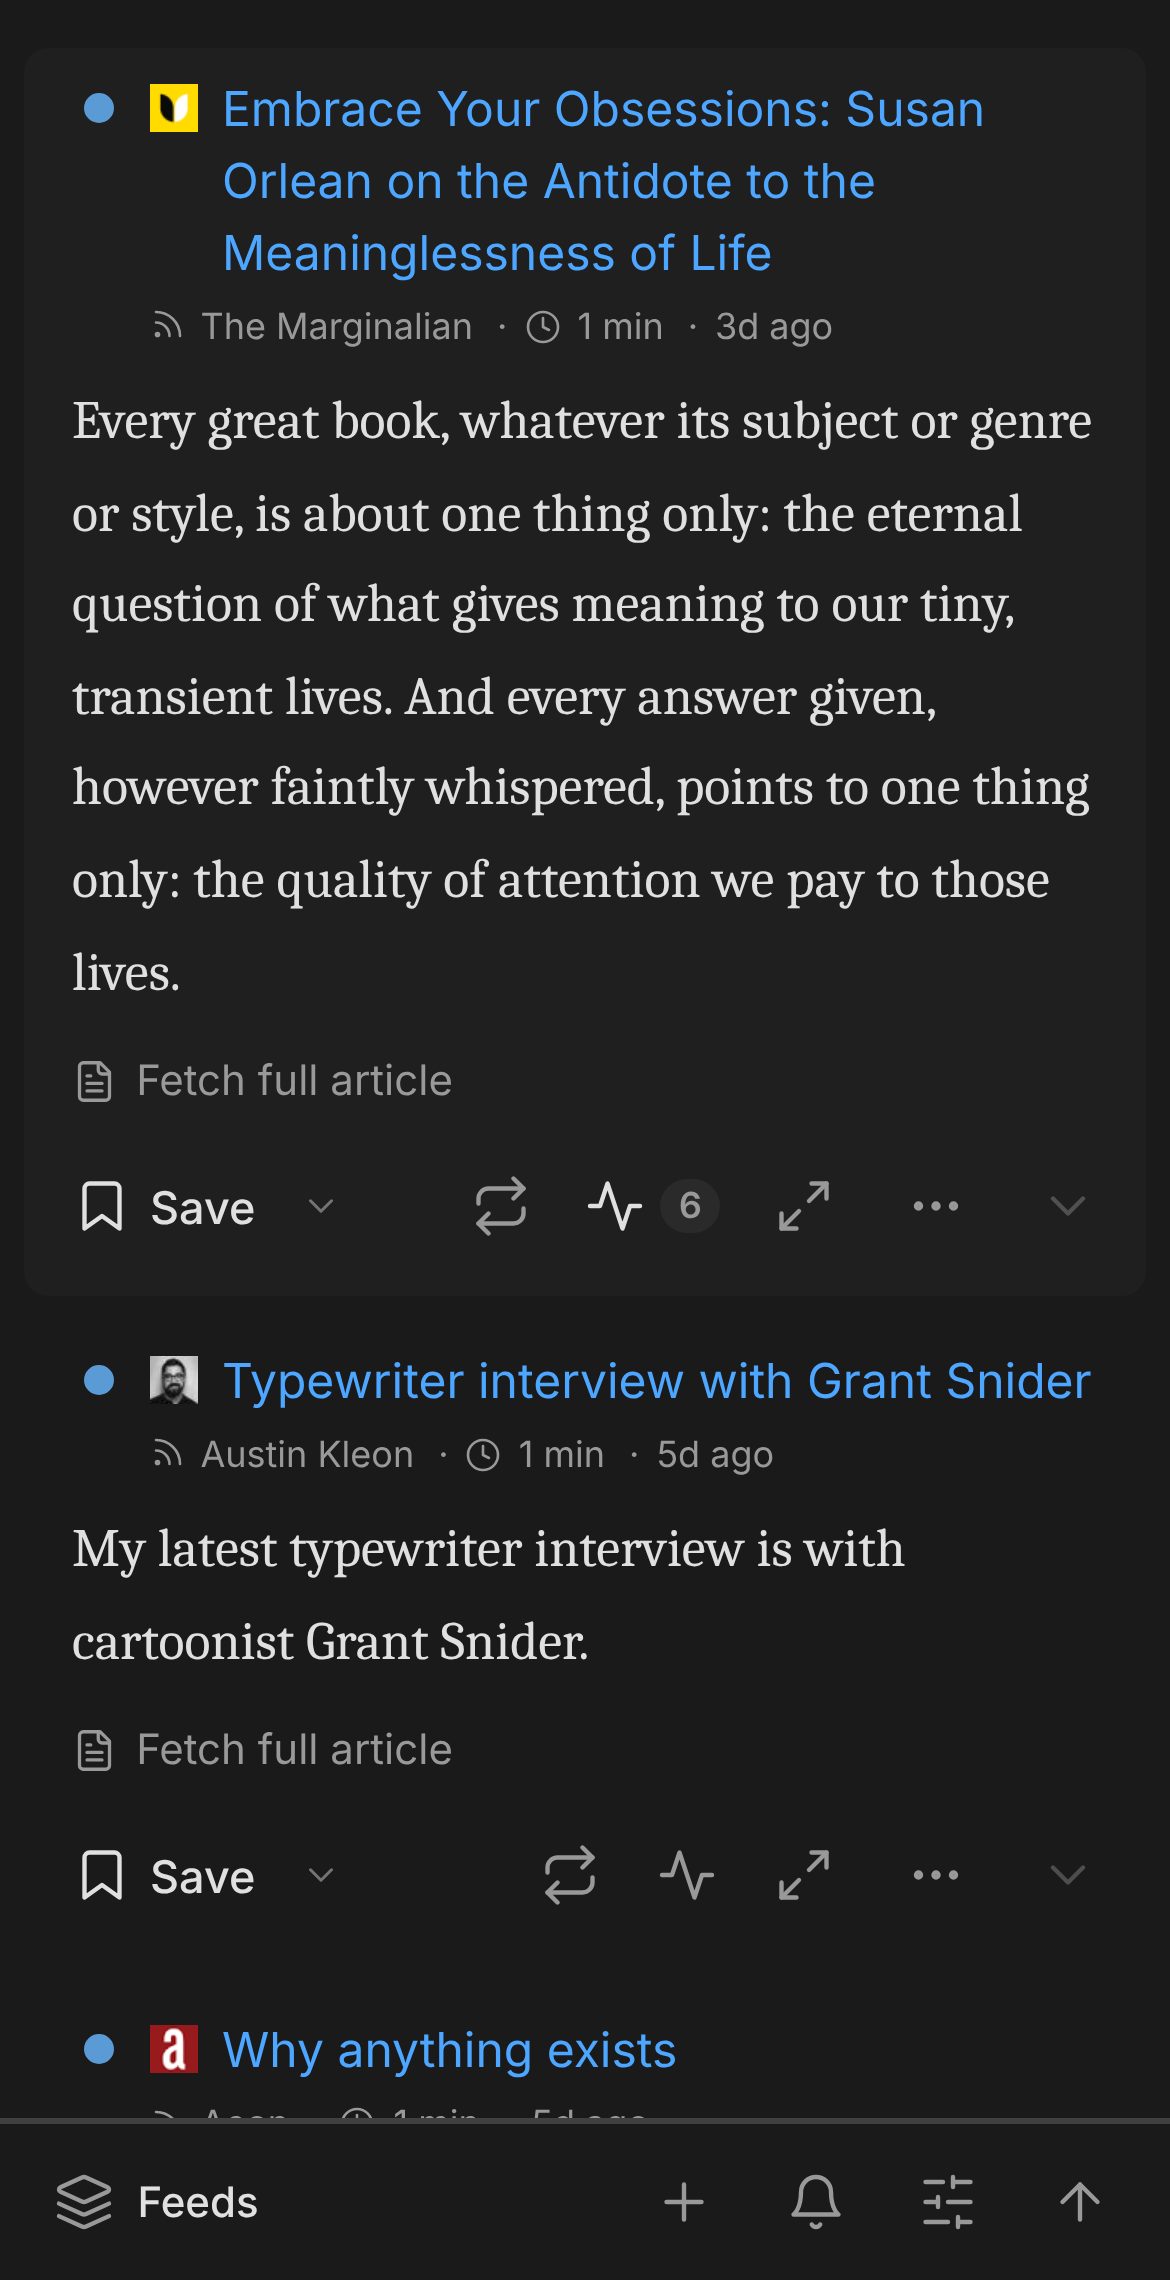 Embrace Your Obsessions: Susan
Orlean on the Antidote to the
Meaninglessness of Life
The Marginalian · 1 min · 3d ago
Every great book, whatever its subject or genre
or style, is about one thing only: the eternal
question of what gives meaning to our tiny,
transient lives. And every answer given,
however faintly whispered, points to one thing
only: the quality of attention we pay to those
lives.
Fetch full article
Save 6
Typewriter interview with Grant Snider
Austin Kleon · 1 min · 5d ago
My latest typewriter interview is with
cartoonist Grant Snider.
Fetch full article
Save
a Why anything exists
Aeon 1 min 5d ago
Feeds